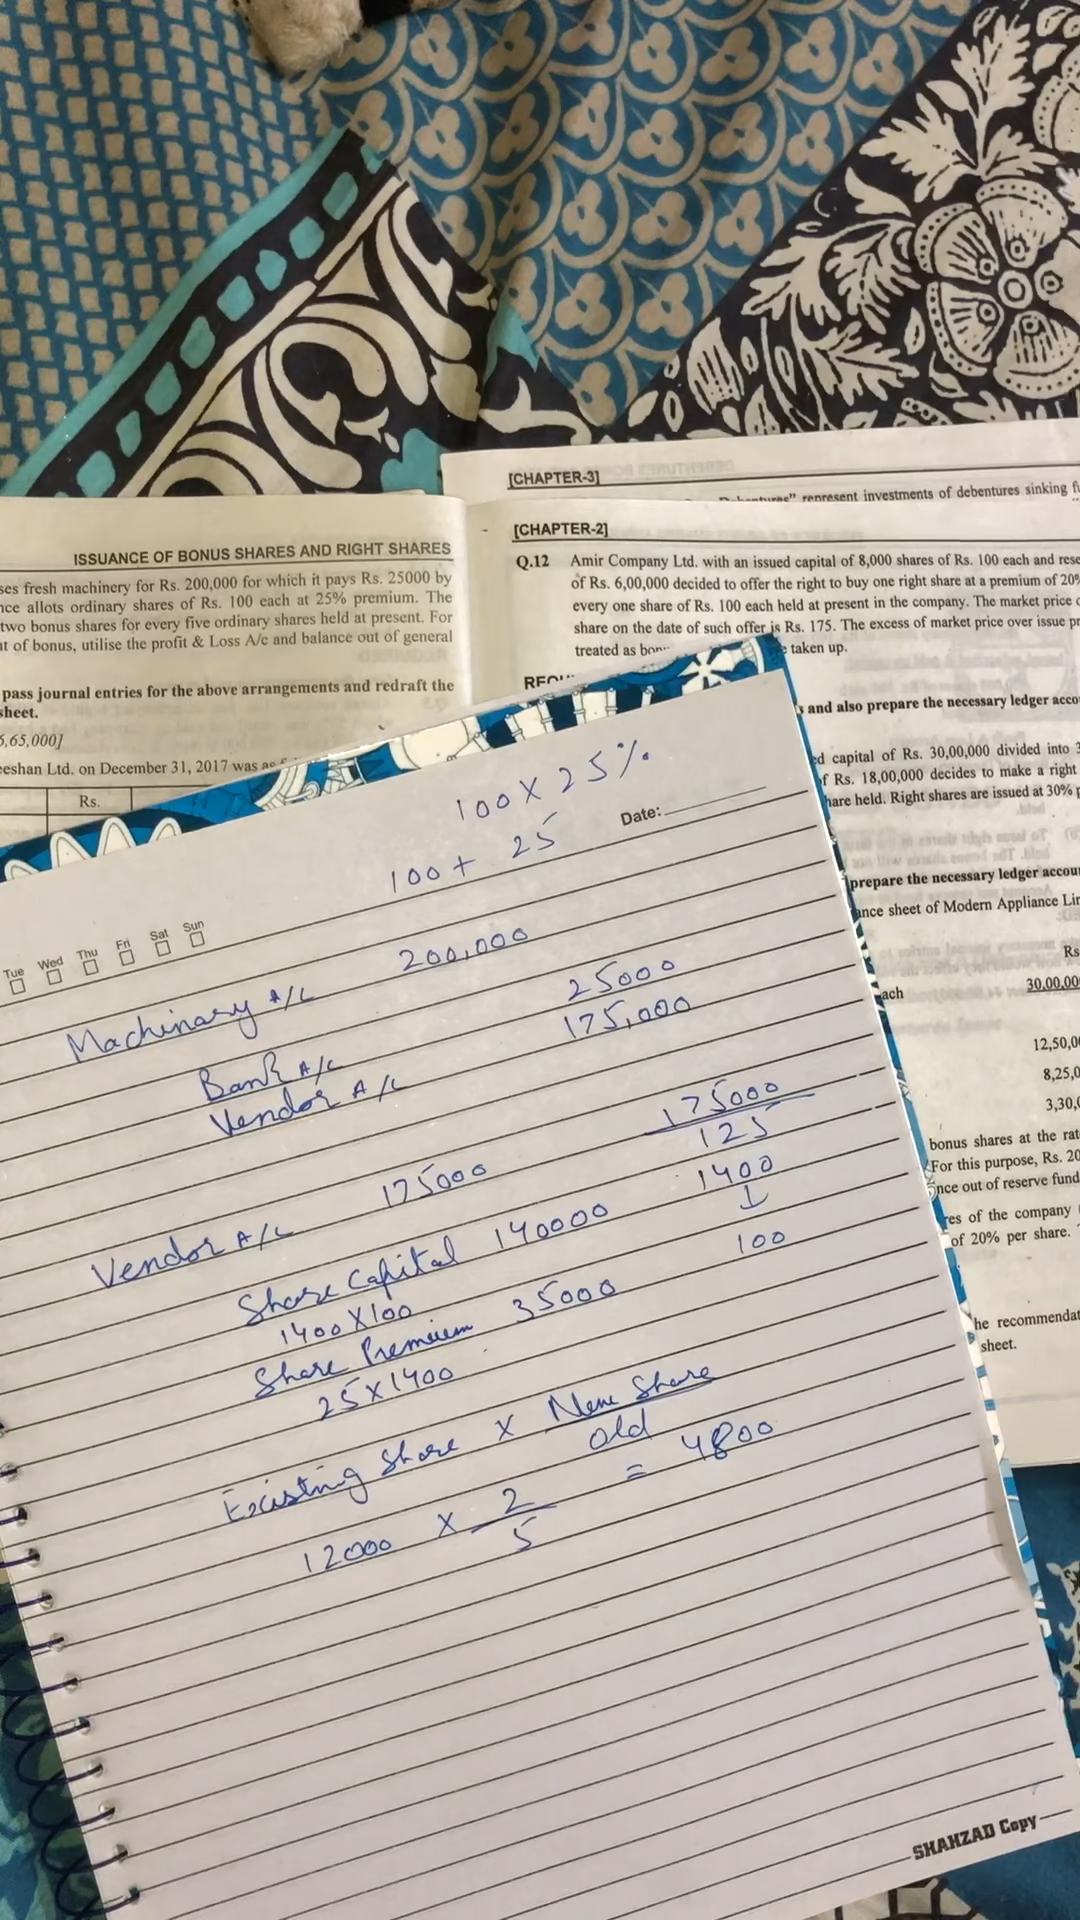 [CHAPTER-3]
represent investments of debentures sinking
ISSUANCE OF BONUS SHARES AND RIGHT SHARES
ses fresh machinery for Rs. 200,000 for which it pays Rs. 25000 by
nce allots ordinary shares of Rs. 100 each at 25% premium. The
two bonus shares for every five ordinary shares held at present. For
nt of bonus, utilise the profit & Loss A/c and balance out of general
pass journal entries for the above arrangements and redraft the
sheet.
5,65,000]
eeshan Ltd. on December 31, 2017 was as
Rs.
[CHAPTER-2]
Q.12 Amir Company Ltd. with an issued capital of 8,000 shares of Rs. 100 each and rese
of Rs. 6,00,000 decided to offer the right to buy one right share at a premium of 20%
every one share of Rs. 100 each held at present in the company. The market price
share on the date of such offer is Rs. 175. The excess of market price over issue pr
treated as bon taken up.
REQU
and also prepare the necessary ledger acco
ed capital of Rs. 30,00,000 divided into 3
f Rs. 18,00,000 decides to make a right
hare held. Right shares are issued at 30% p
prepare the necessary ledger accou
ance sheet of Modern Appliance Lim
Rs
ach 30,00,00
12,50,0
8,25,0
3,30,
bonus shares at the rat
For this purpose, Rs. 20
nce out of reserve fund
res of the company
of 20% per share.
he recommendat
sheet.
100 X 25%
Date:
100 + 25
Tue Wed Thu Fri Sat Sun
Machinary A/C 200,000
Bank A/C 25000
Vendor A/C 175,000
175000
125
Vendor A/C 175000
1400
Share Capital 140000
1400 X 100
100
Share Premium 35000
25 X 1400
Existing Share X New Share
old
12000 X 2 = 4800
5
SHAHZAD Copy